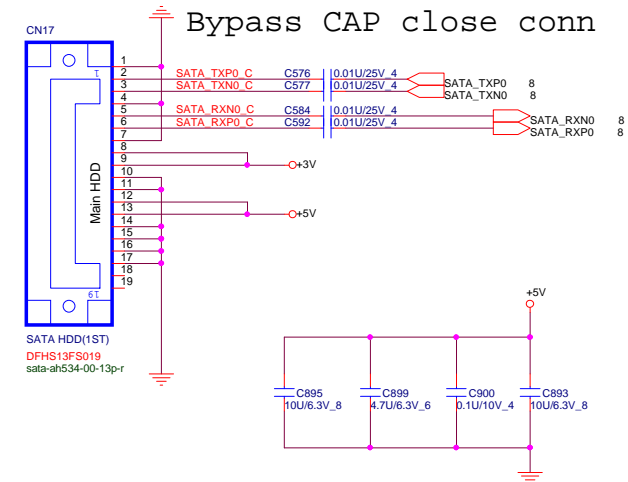 Bypass CAP close conn
CN17
1
1
2 SATA_TXP0_C C576 0.01U/25V_4 SATA_TXP0 8
3 SATA_TXN0_C C577 0.01U/25V_4 SATA_TXN0 8
4
5 SATA_RXN0_C C584 0.01U/25V_4 SATA_RXN0 8
6 SATA_RXP0_C C592 0.01U/25V_4 SATA_RXP0 8
7
8
9 +3V
10
11
12
13 +5V
14
15
16
17
18
19
19
Main HDD
SATA HDD(1ST)
DFHS13FS019
sata-ah534-00-13p-r
+5V
C895 C899 C900 C893
10U/6.3V_8 4.7U/6.3V_6 0.1U/10V_4 10U/6.3V_8